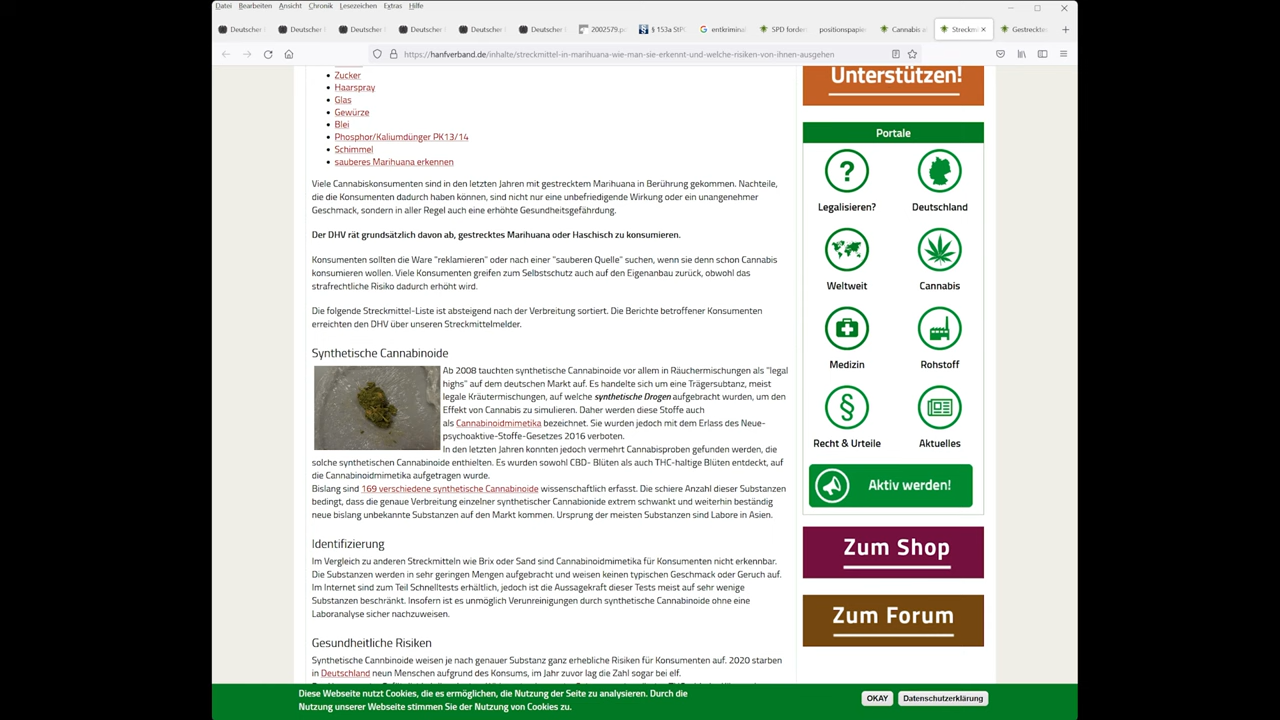 Datei Bearbeiten Ansicht Chronik Lesezeichen Extras Hilfe
Deutscher Deutscher Deutscher Deutscher Deutscher Deutscher 2002579.pd § 153a StPO entkriminal SPD forder positionspapie Cannabis al Streckm Gestreckte
https://hanfverband.de/inhalte/streckmittel-in-marihuana-wie-man-sie-erkennt-und-welche-risiken-von-ihnen-ausgehen
Zucker
Haarspray
Glas
Gewürze
Blei
Phosphor/Kaliumdünger PK13/14
Schimmel
sauberes Marihuana erkennen
Viele Cannabiskonsumenten sind in den letzten Jahren mit gestrecktem Marihuana in Berührung gekommen. Nachteile,
die die Konsumenten dadurch haben können, sind nicht nur eine unbefriedigende Wirkung oder ein unangenehmer
Geschmack, sondern in aller Regel auch eine erhöhte Gesundheitsgefährdung.
Der DHV rät grundsätzlich davon ab, gestrecktes Marihuana oder Haschisch zu konsumieren.
Konsumenten sollten die Ware "reklamieren" oder nach einer "sauberen Quelle" suchen, wenn sie denn schon Cannabis
konsumieren wollen. Viele Konsumenten greifen zum Selbstschutz auch auf den Eigenanbau zurück, obwohl das
strafrechtliche Risiko dadurch erhöht wird.
Die folgende Streckmittel-Liste ist absteigend nach der Verbreitung sortiert. Die Berichte betroffener Konsumenten
erreichten den DHV über unseren Streckmittelmelder.
Synthetische Cannabinoide
Ab 2008 tauchten synthetische Cannabinoide vor allem in Räuchermischungen als "legal
highs" auf dem deutschen Markt auf. Es handelte sich um eine Trägersubtanz, meist
legale Kräutermischungen, auf welche synthetische Drogen aufgebracht wurden, um den
Effekt von Cannabis zu simulieren. Daher werden diese Stoffe auch
als Cannabinoidmimetika bezeichnet. Sie wurden jedoch mit dem Erlass des Neue-
psychoaktive-Stoffe-Gesetzes 2016 verboten.
In den letzten Jahren konnten jedoch vermehrt Cannabisproben gefunden werden, die
solche synthetischen Cannabinoide enthielten. Es wurden sowohl CBD- Blüten als auch THC-haltige Blüten entdeckt, auf
die Cannabinoidmimetika aufgetragen wurde.
Bislang sind 169 verschiedene synthetische Cannabinoide wissenschaftlich erfasst. Die schiere Anzahl dieser Substanzen
bedingt, dass die genaue Verbreitung einzelner synthetischer Cannabionide extrem schwankt und weiterhin beständig
neue bislang unbekannte Substanzen auf den Markt kommen. Ursprung der meisten Substanzen sind Labore in Asien.
Identifizierung
Im Vergleich zu anderen Streckmitteln wie Brix oder Sand sind Cannabinoidmimetika für Konsumenten nicht erkennbar.
Die Substanzen werden in sehr geringen Mengen aufgebracht und weisen keinen typischen Geschmack oder Geruch auf.
Im Internet sind zum Teil Schnelltests erhältlich, jedoch ist die Aussagekraft dieser Tests meist auf sehr wenige
Substanzen beschränkt. Insofern ist es unmöglich Verunreinigungen durch synthetische Cannabinoide ohne eine
Laboranalyse sicher nachzuweisen.
Gesundheitliche Risiken
Synthetische Cannbinoide weisen je nach genauer Substanz ganz erhebliche Risiken für Konsumenten auf. 2020 starben
in Deutschland neun Menschen aufgrund des Konsums, im Jahr zuvor lag die Zahl sogar bei elf.
Unterstützen!
Portale
Legalisieren? Deutschland
Weltweit Cannabis
Medizin Rohstoff
Recht & Urteile Aktuelles
Aktiv werden!
Zum Shop
Zum Forum
Diese Webseite nutzt Cookies, die es ermöglichen, die Nutzung der Seite zu analysieren. Durch die
Nutzung unserer Webseite stimmen Sie der Nutzung von Cookies zu.
OKAY Datenschutzerklärung